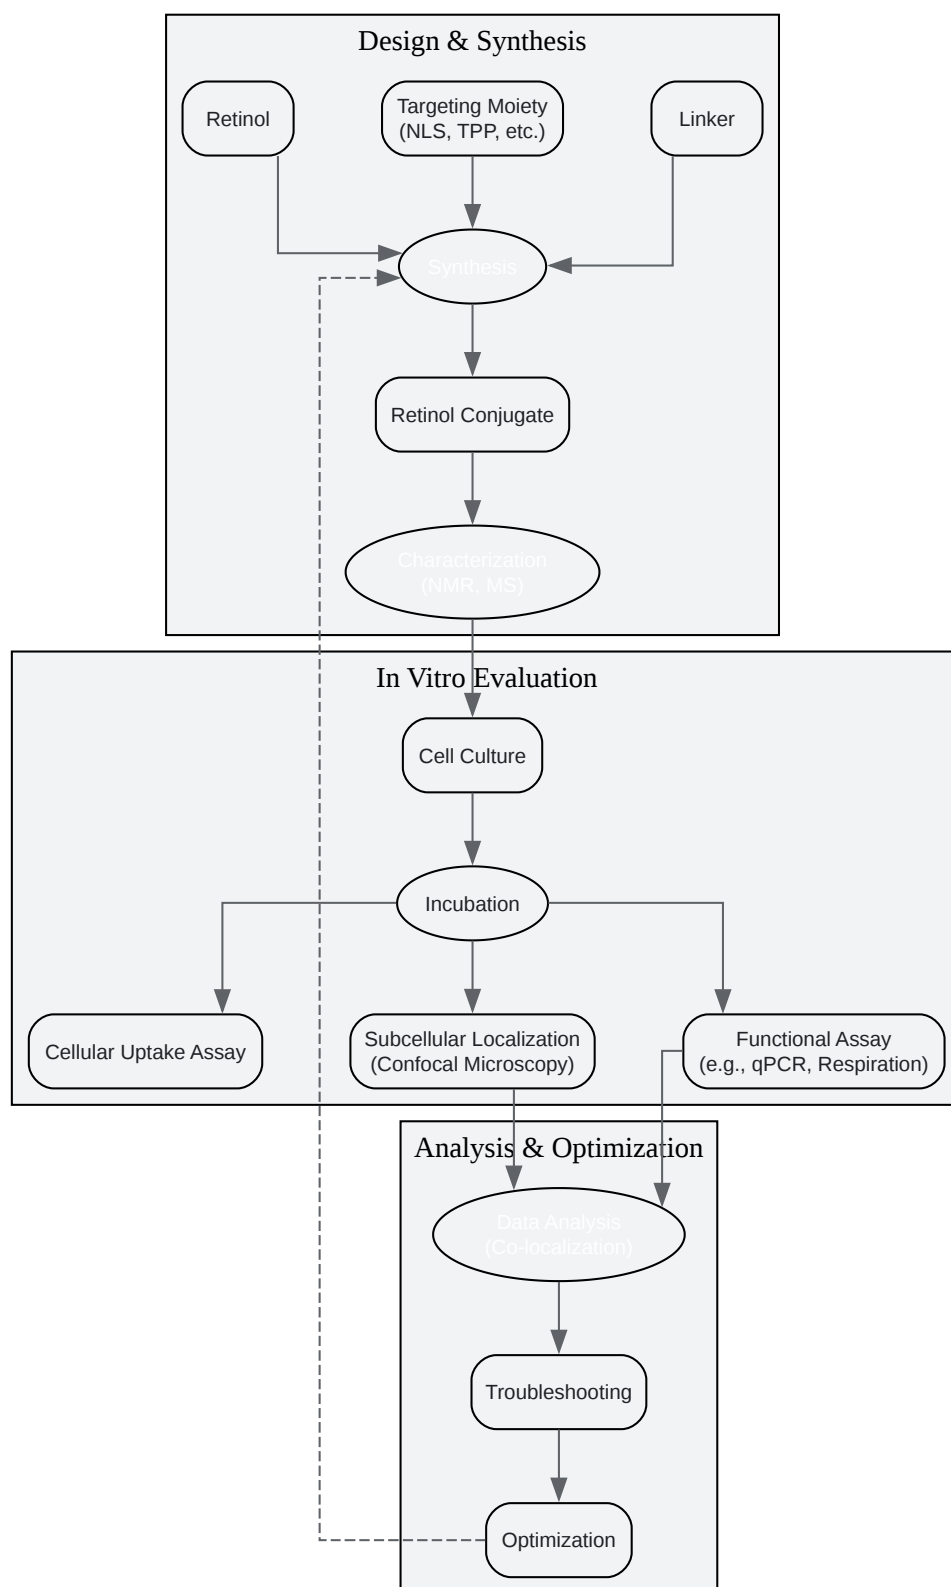 Design & Synthesis
Retinol
Targeting Moiety
(NLS, TPP, etc.)
Linker
Synthesis
Retinol Conjugate
Characterization
(NMR, MS)
In Vitro Evaluation
Cell Culture
Incubation
Cellular Uptake Assay
Subcellular Localization
(Confocal Microscopy)
Functional Assay
(e.g., qPCR, Respiration)
Analysis & Optimization
Data Analysis
(Co-localization)
Troubleshooting
Optimization